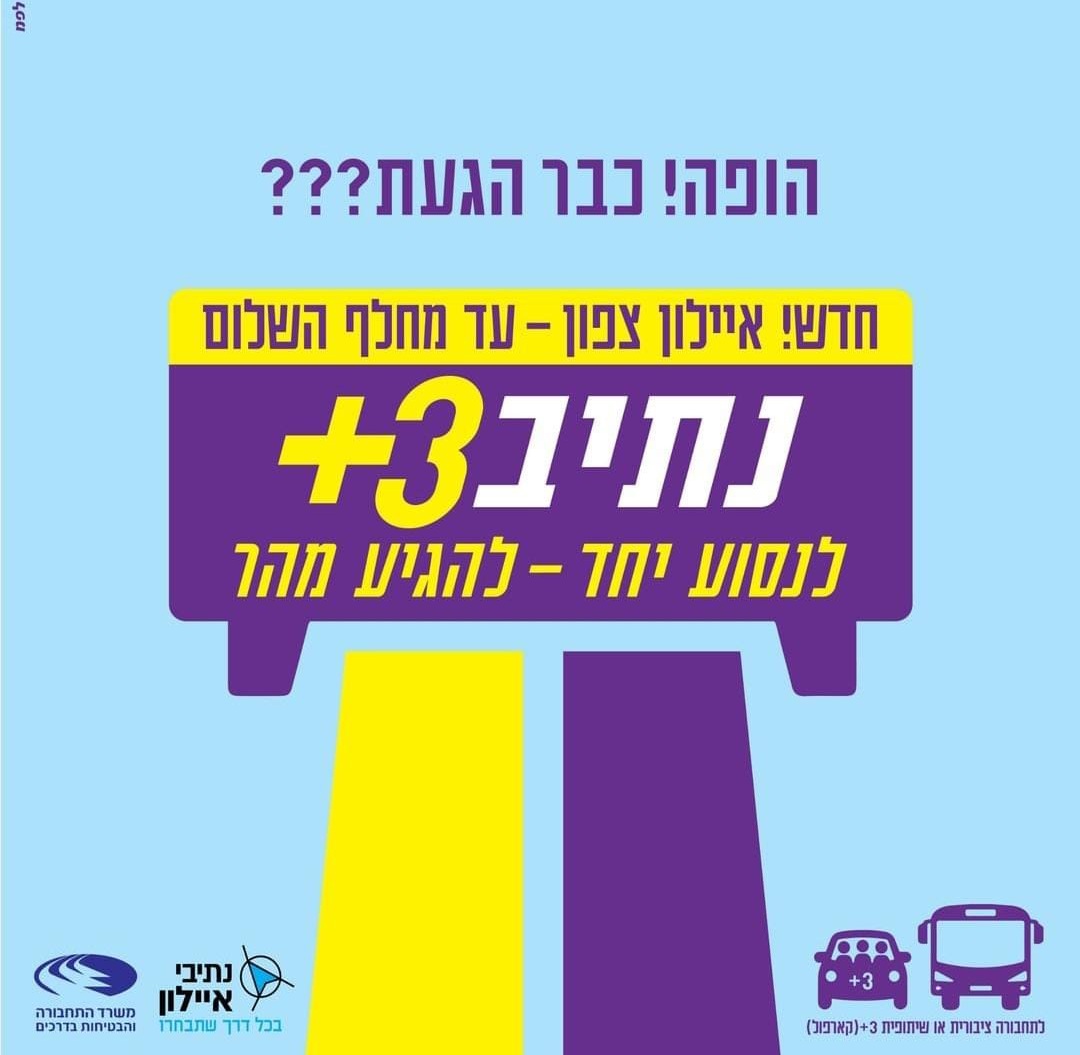 לפמ
הופה! כבר הגעת???
חדש! איילון צפון – עד מחלף השלום
נתיב3+
לנסוע יחד – להגיע מהר
נתיבי
איילון
בכל דרך שתבחרו
משרד התחבורה
והבטיחות בדרכים
+3
לתחבורה ציבורית או שיתופית 3+(קארפול)